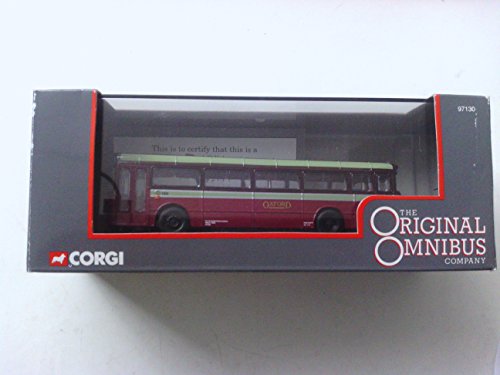 97130
This is to certify that this is a
OXFORD
THE
ORIGINAL
OMNIBUS
COMPANY
CORGI